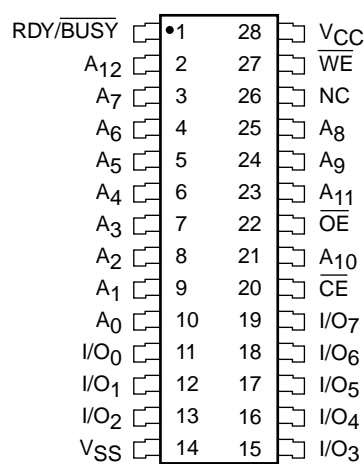 RDY/BUSY •1 28 VCC
A12 2 27 WE
A7 3 26 NC
A6 4 25 A8
A5 5 24 A9
A4 6 23 A11
A3 7 22 OE
A2 8 21 A10
A1 9 20 CE
A0 10 19 I/O7
I/O0 11 18 I/O6
I/O1 12 17 I/O5
I/O2 13 16 I/O4
VSS 14 15 I/O3